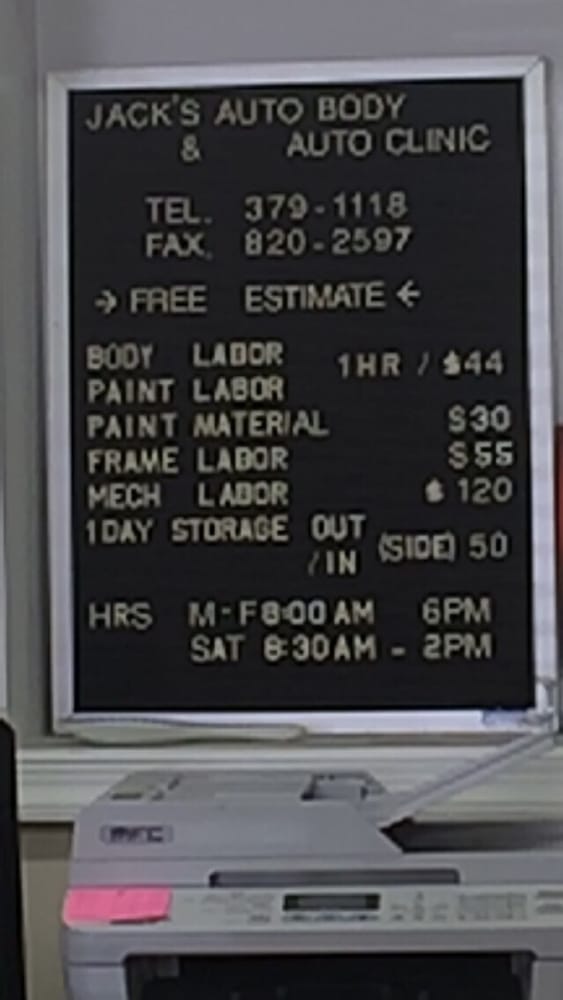 JACK'S AUTO BODY
& AUTO CLINIC
TEL. 379-1118
FAX. 820-2597
→ FREE ESTIMATE ←
BODY LABOR 1HR / $44
PAINT LABOR
PAINT MATERIAL $30
FRAME LABOR $55
MECH LABOR $ 120
1DAY STORAGE OUT
/IN (SIDE) 50
HRS M-F 8:00 AM 6PM
SAT 8:30AM - 2PM
MFC